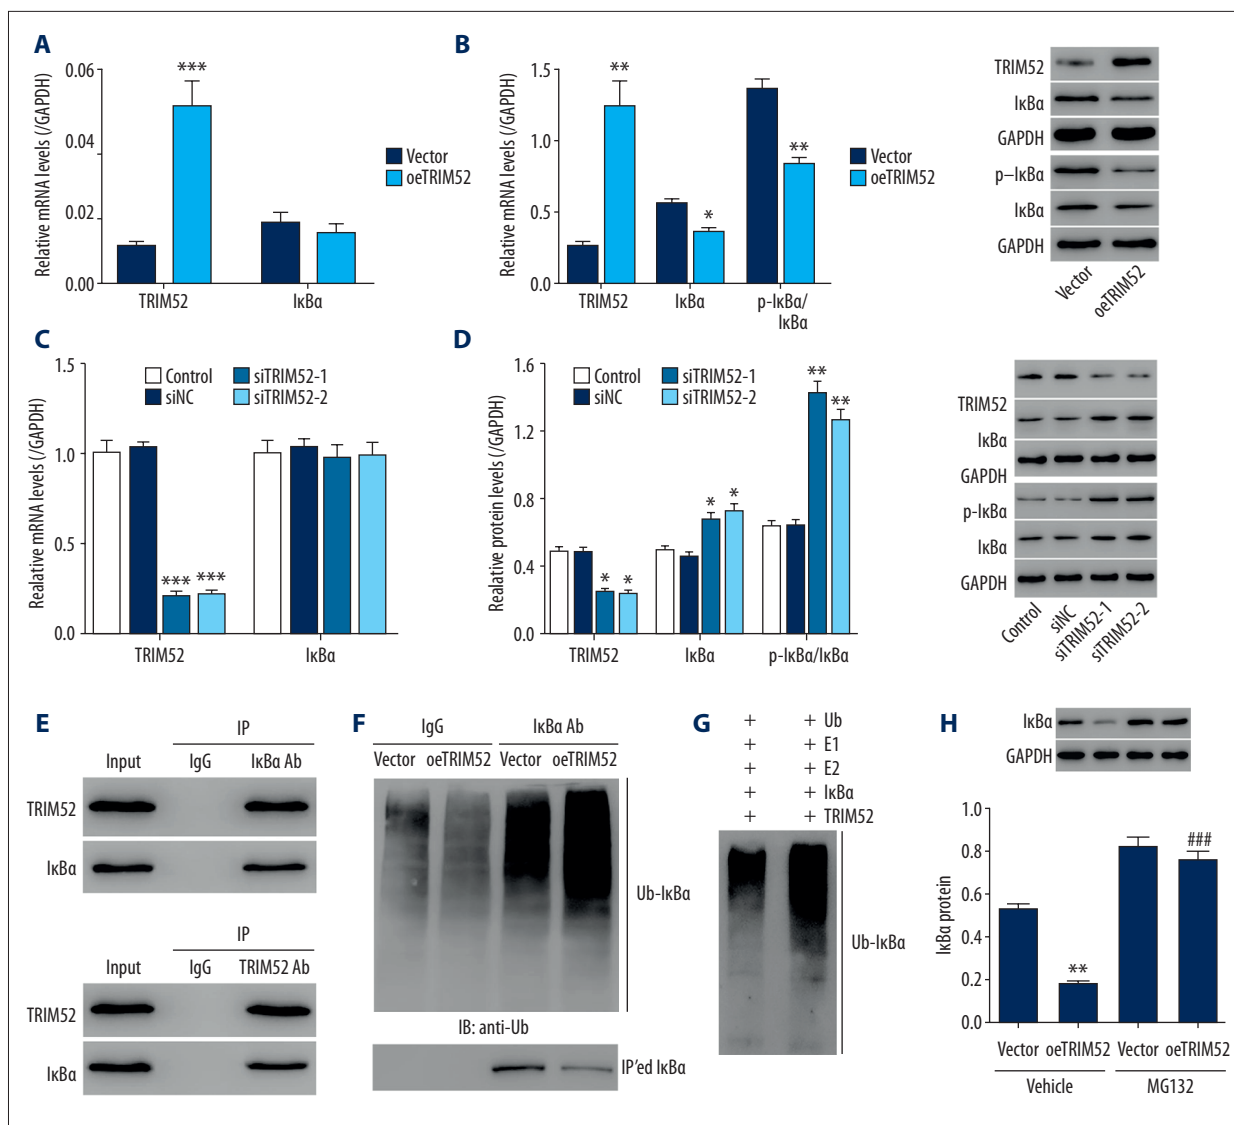 A
Relative mRNA levels (/GAPDH)
0.06
0.04
0.02
0.00
***
TRIM52
IκBα
Vector
oeTRIM52
B
Relative mRNA levels (/GAPDH)
1.5
1.0
0.5
0.0
**
*
**
TRIM52
IκBα
p-IκBα/
IκBα
Vector
oeTRIM52
TRIM52
IκBα
GAPDH
p–IκBα
IκBα
GAPDH
Vector
oeTRIM52
C
Realative mRNA levels (/GAPDH)
1.5
1.0
0.5
0.0
Control
siNC
siTRIM52-1
siTRIM52-2
*** ***
TRIM52
IκBα
D
Realative protein levels (/GAPDH)
1.6
1.2
0.8
0.4
0.0
Control
siNC
siTRIM52-1
siTRIM52-2
* *
* *
** **
TRIM52
IκBα
p-IκBα/IκBα
TRIM52
IκBα
GAPDH
p-IκBα
IκBα
GAPDH
Control
siNC
siTRIM52-1
siTRIM52-2
E
IP
Input IgG IκBα Ab
TRIM52
IκBα
IP
Input IgG TRIM52 Ab
TRIM52
IκBα
F
IgG IκBα Ab
Vector oeTRIM52 Vector oeTRIM52
Ub-IκBα
IB: anti-Ub
IP'ed IκBα
G
+ + Ub
+ + E1
+ + E2
+ + IκBα
+ + TRIM52
Ub-IκBα
H
IκBα
GAPDH
IκBα protein
1.0
0.8
0.6
0.4
0.2
0.0
**
###
Vector oeTRIM52 Vector oeTRIM52
Vehicle MG132